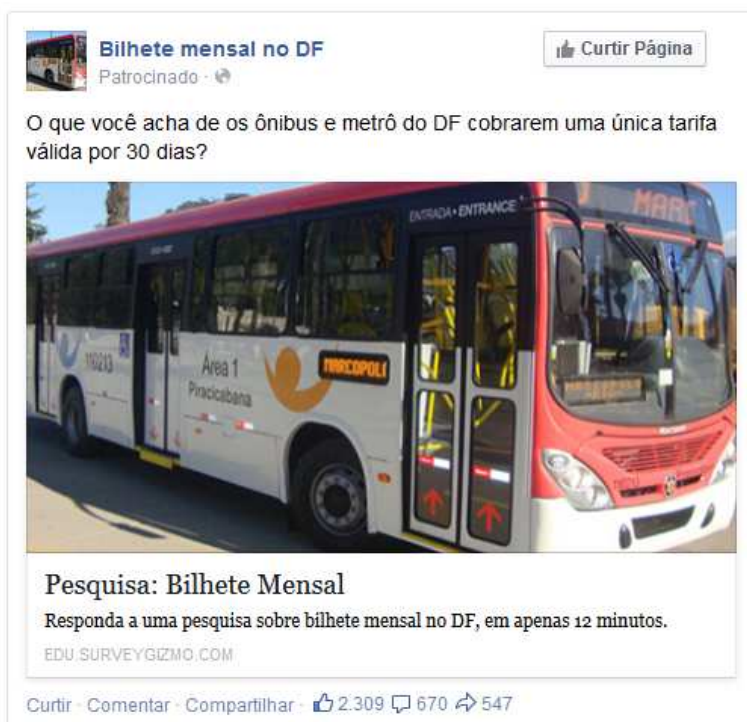 Bilhete mensal no DF
Curtir Página
Patrocinado ·
O que você acha de os ônibus e metrô do DF cobrarem uma única tarifa
válida por 30 dias?
ENTRADA • ENTRANCE
MARC
Área 1
Piracicabana
MARCOPOLI
Pesquisa: Bilhete Mensal
Responda a uma pesquisa sobre bilhete mensal no DF, em apenas 12 minutos.
EDU.SURVEYGIZMO.COM
Curtir · Comentar · Compartilhar · 2.309 670 547